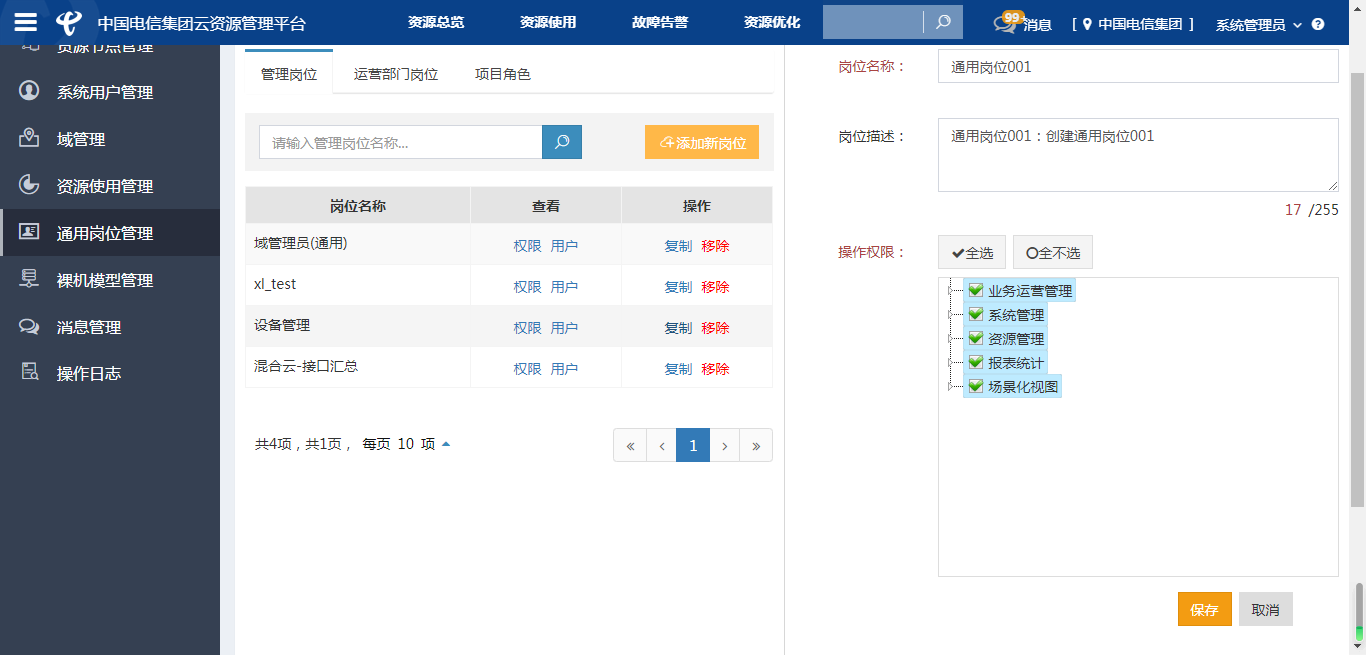 中国电信集团云资源管理平台
资源总览 资源使用 故障告警 资源优化
99 消息 [ 中国电信集团 ] 系统管理员
资源节点管理
系统用户管理
域管理
资源使用管理
通用岗位管理
裸机模型管理
消息管理
操作日志
管理岗位 运营部门岗位 项目角色
请输入管理岗位名称... 添加新岗位
岗位名称 查看 操作
域管理员(通用) 权限 用户 复制 移除
xl_test 权限 用户 复制 移除
设备管理 权限 用户 复制 移除
混合云-接口汇总 权限 用户 复制 移除
共4项，共1页， 每页 10 项
« ‹ 1 › »
岗位名称： 通用岗位001
岗位描述： 通用岗位001：创建通用岗位001
17 /255
操作权限： 全选 全不选
业务运营管理
系统管理
资源管理
报表统计
场景化视图
保存 取消